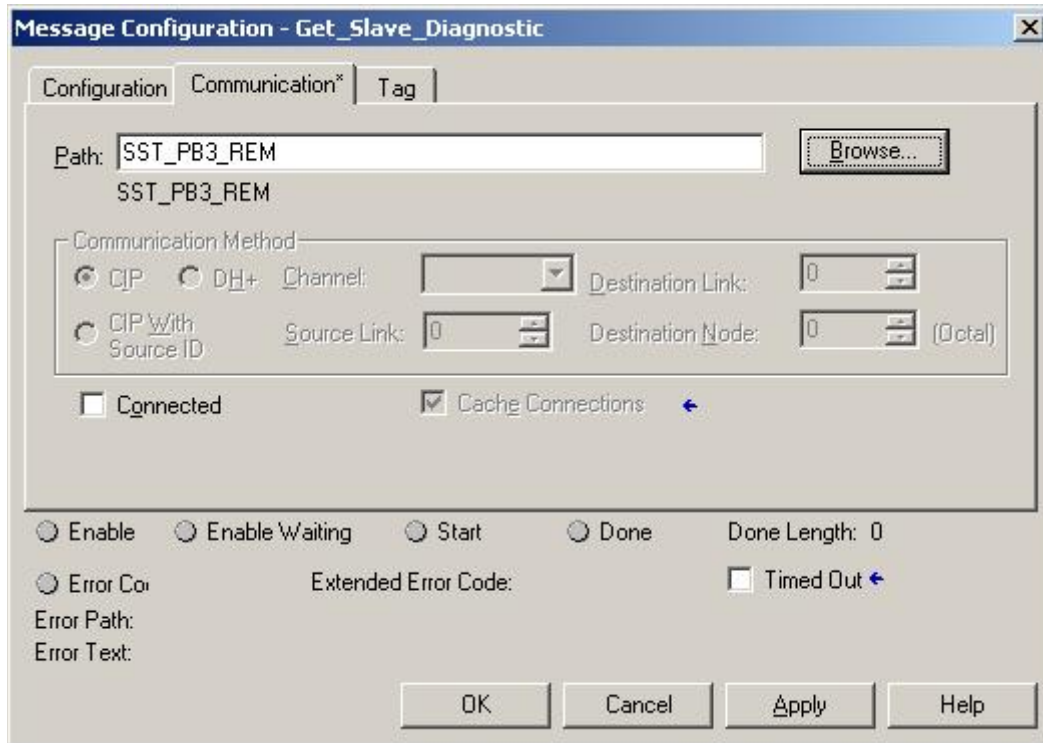 Message Configuration - Get_Slave_Diagnostic
Configuration Communication* Tag
Path: SST_PB3_REM Browse...
SST_PB3_REM
Communication Method
CIP DH+ Channel: Destination Link: 0
CIP With Source ID Source Link: 0 Destination Node: 0 (Octal)
Connected Cache Connections
Enable Enable Waiting Start Done Done Length: 0
Error Co Extended Error Code: Timed Out
Error Path:
Error Text:
OK Cancel Apply Help